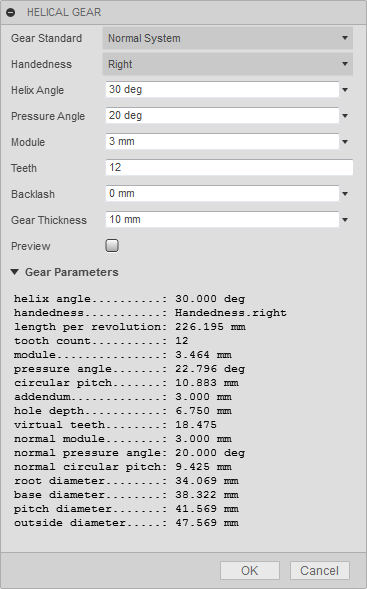 HELICAL GEAR
Gear Standard Normal System
Handedness Right
Helix Angle 30 deg
Pressure Angle 20 deg
Module 3 mm
Teeth 12
Backlash 0 mm
Gear Thickness 10 mm
Preview
Gear Parameters
helix angle..........: 30.000 deg
handedness...........: Handedness.right
length per revolution: 226.195 mm
tooth count..........: 12
module...............: 3.464 mm
pressure angle.......: 22.796 deg
circular pitch.......: 10.883 mm
addendum.............: 3.000 mm
hole depth...........: 6.750 mm
virtual teeth........: 18.475
normal module........: 3.000 mm
normal pressure angle: 20.000 deg
normal circular pitch: 9.425 mm
root diameter........: 34.069 mm
base diameter........: 38.322 mm
pitch diameter.......: 41.569 mm
outside diameter.....: 47.569 mm
OK Cancel